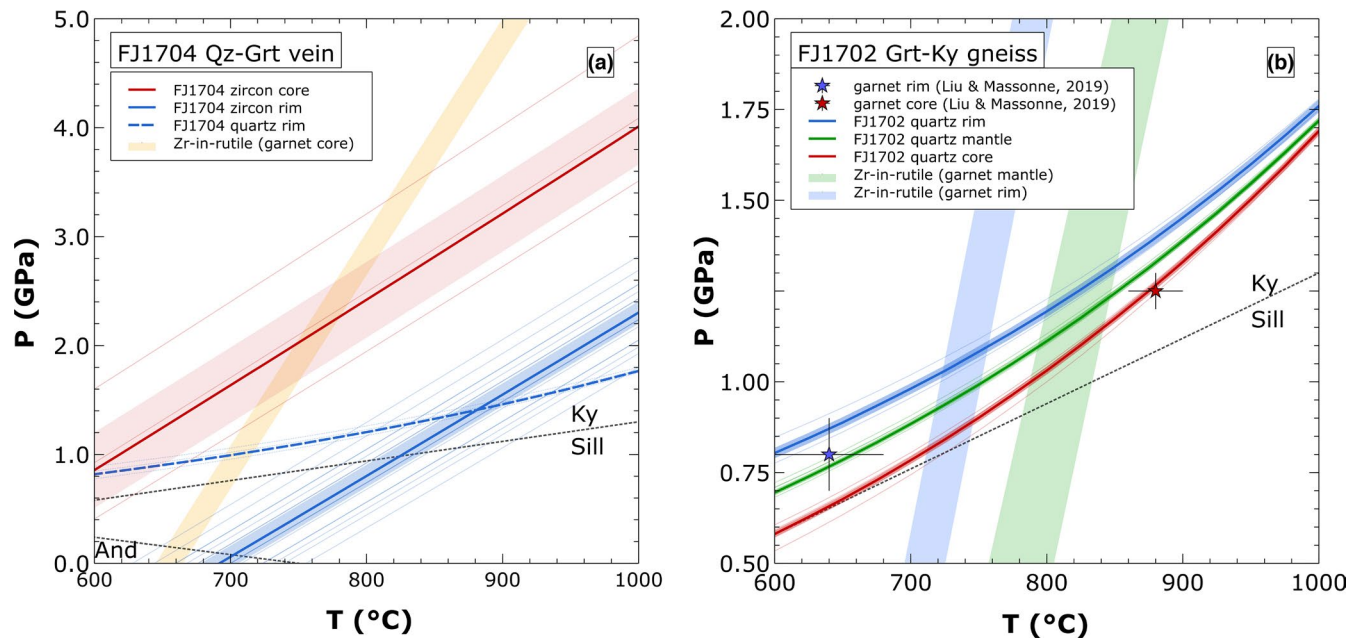 FJ1704 Qz-Grt vein
(a)
FJ1704 zircon core
FJ1704 zircon rim
FJ1704 quartz rim
Zr-in-rutile (garnet core)
5.0
4.0
3.0
2.0
1.0
0.0
P (GPa)
Ky
Sill
And
600
700
800
900
1000
T (°C)
FJ1702 Grt-Ky gneiss
(b)
garnet rim (Liu & Massonne, 2019)
garnet core (Liu & Massonne, 2019)
FJ1702 quartz rim
FJ1702 quartz mantle
FJ1702 quartz core
Zr-in-rutile (garnet mantle)
Zr-in-rutile (garnet rim)
2.00
1.75
1.50
1.25
1.00
0.75
0.50
P (GPa)
Ky
Sill
600
700
800
900
1000
T (°C)